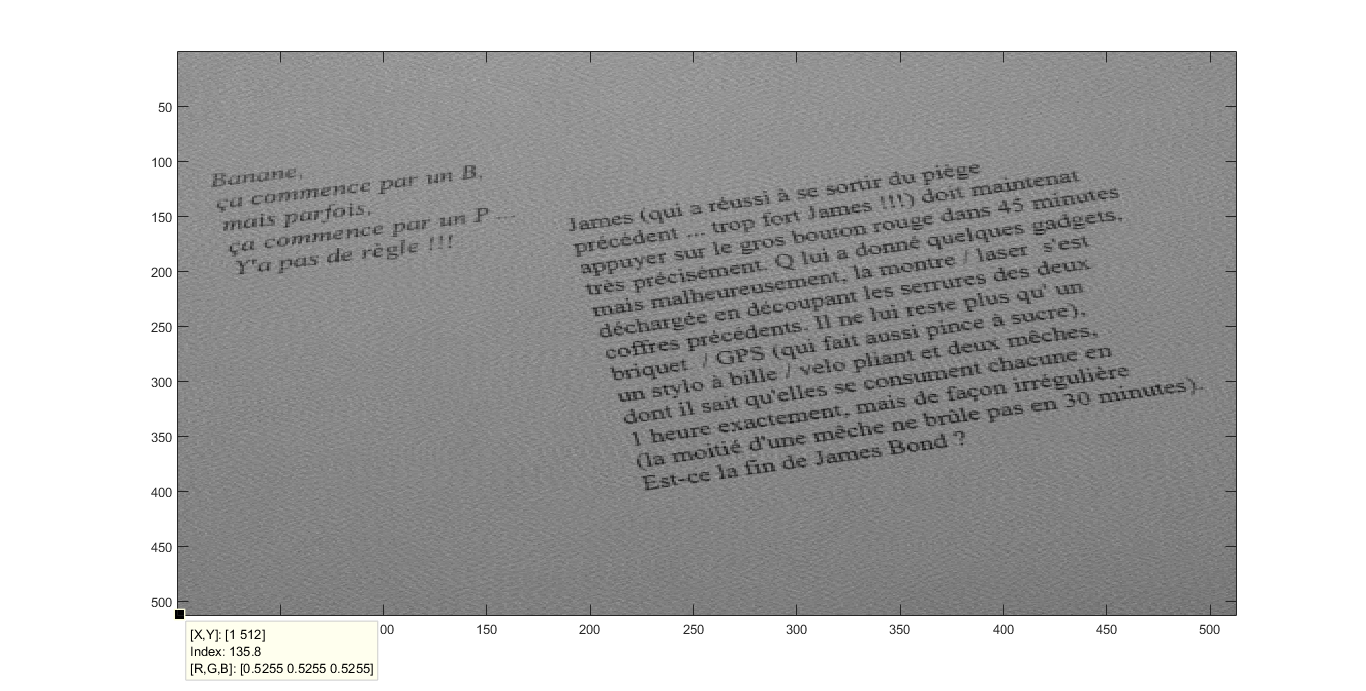 Banane,
ça commence par un B,
mais parfois,
ça commence par un P ...
Y'a pas de règle !!!
James (qui a réussi à se sortir du piège
précédent ... trop fort James !!!) doit maintenat
appuyer sur le gros bouton rouge dans 45 minutes
très précisément. Q lui a donné quelques gadgets,
mais malheureusement, la montre / laser s'est
déchargée en découpant les serrures des deux
coffres précédents. Il ne lui reste plus qu' un
briquet / GPS (qui fait aussi pince à sucre),
un stylo à bille / velo pliant et deux mêches,
dont il sait qu'elles se consument chacune en
1 heure exactement, mais de façon irrégulière
(la moitié d'une mêche ne brûle pas en 30 minutes).
Est-ce la fin de James Bond ?
50
100
150
200
250
300
350
400
450
500
00
150
200
250
300
350
400
450
500
[X,Y]: [1 512]
Index: 135.8
[R,G,B]: [0.5255 0.5255 0.5255]